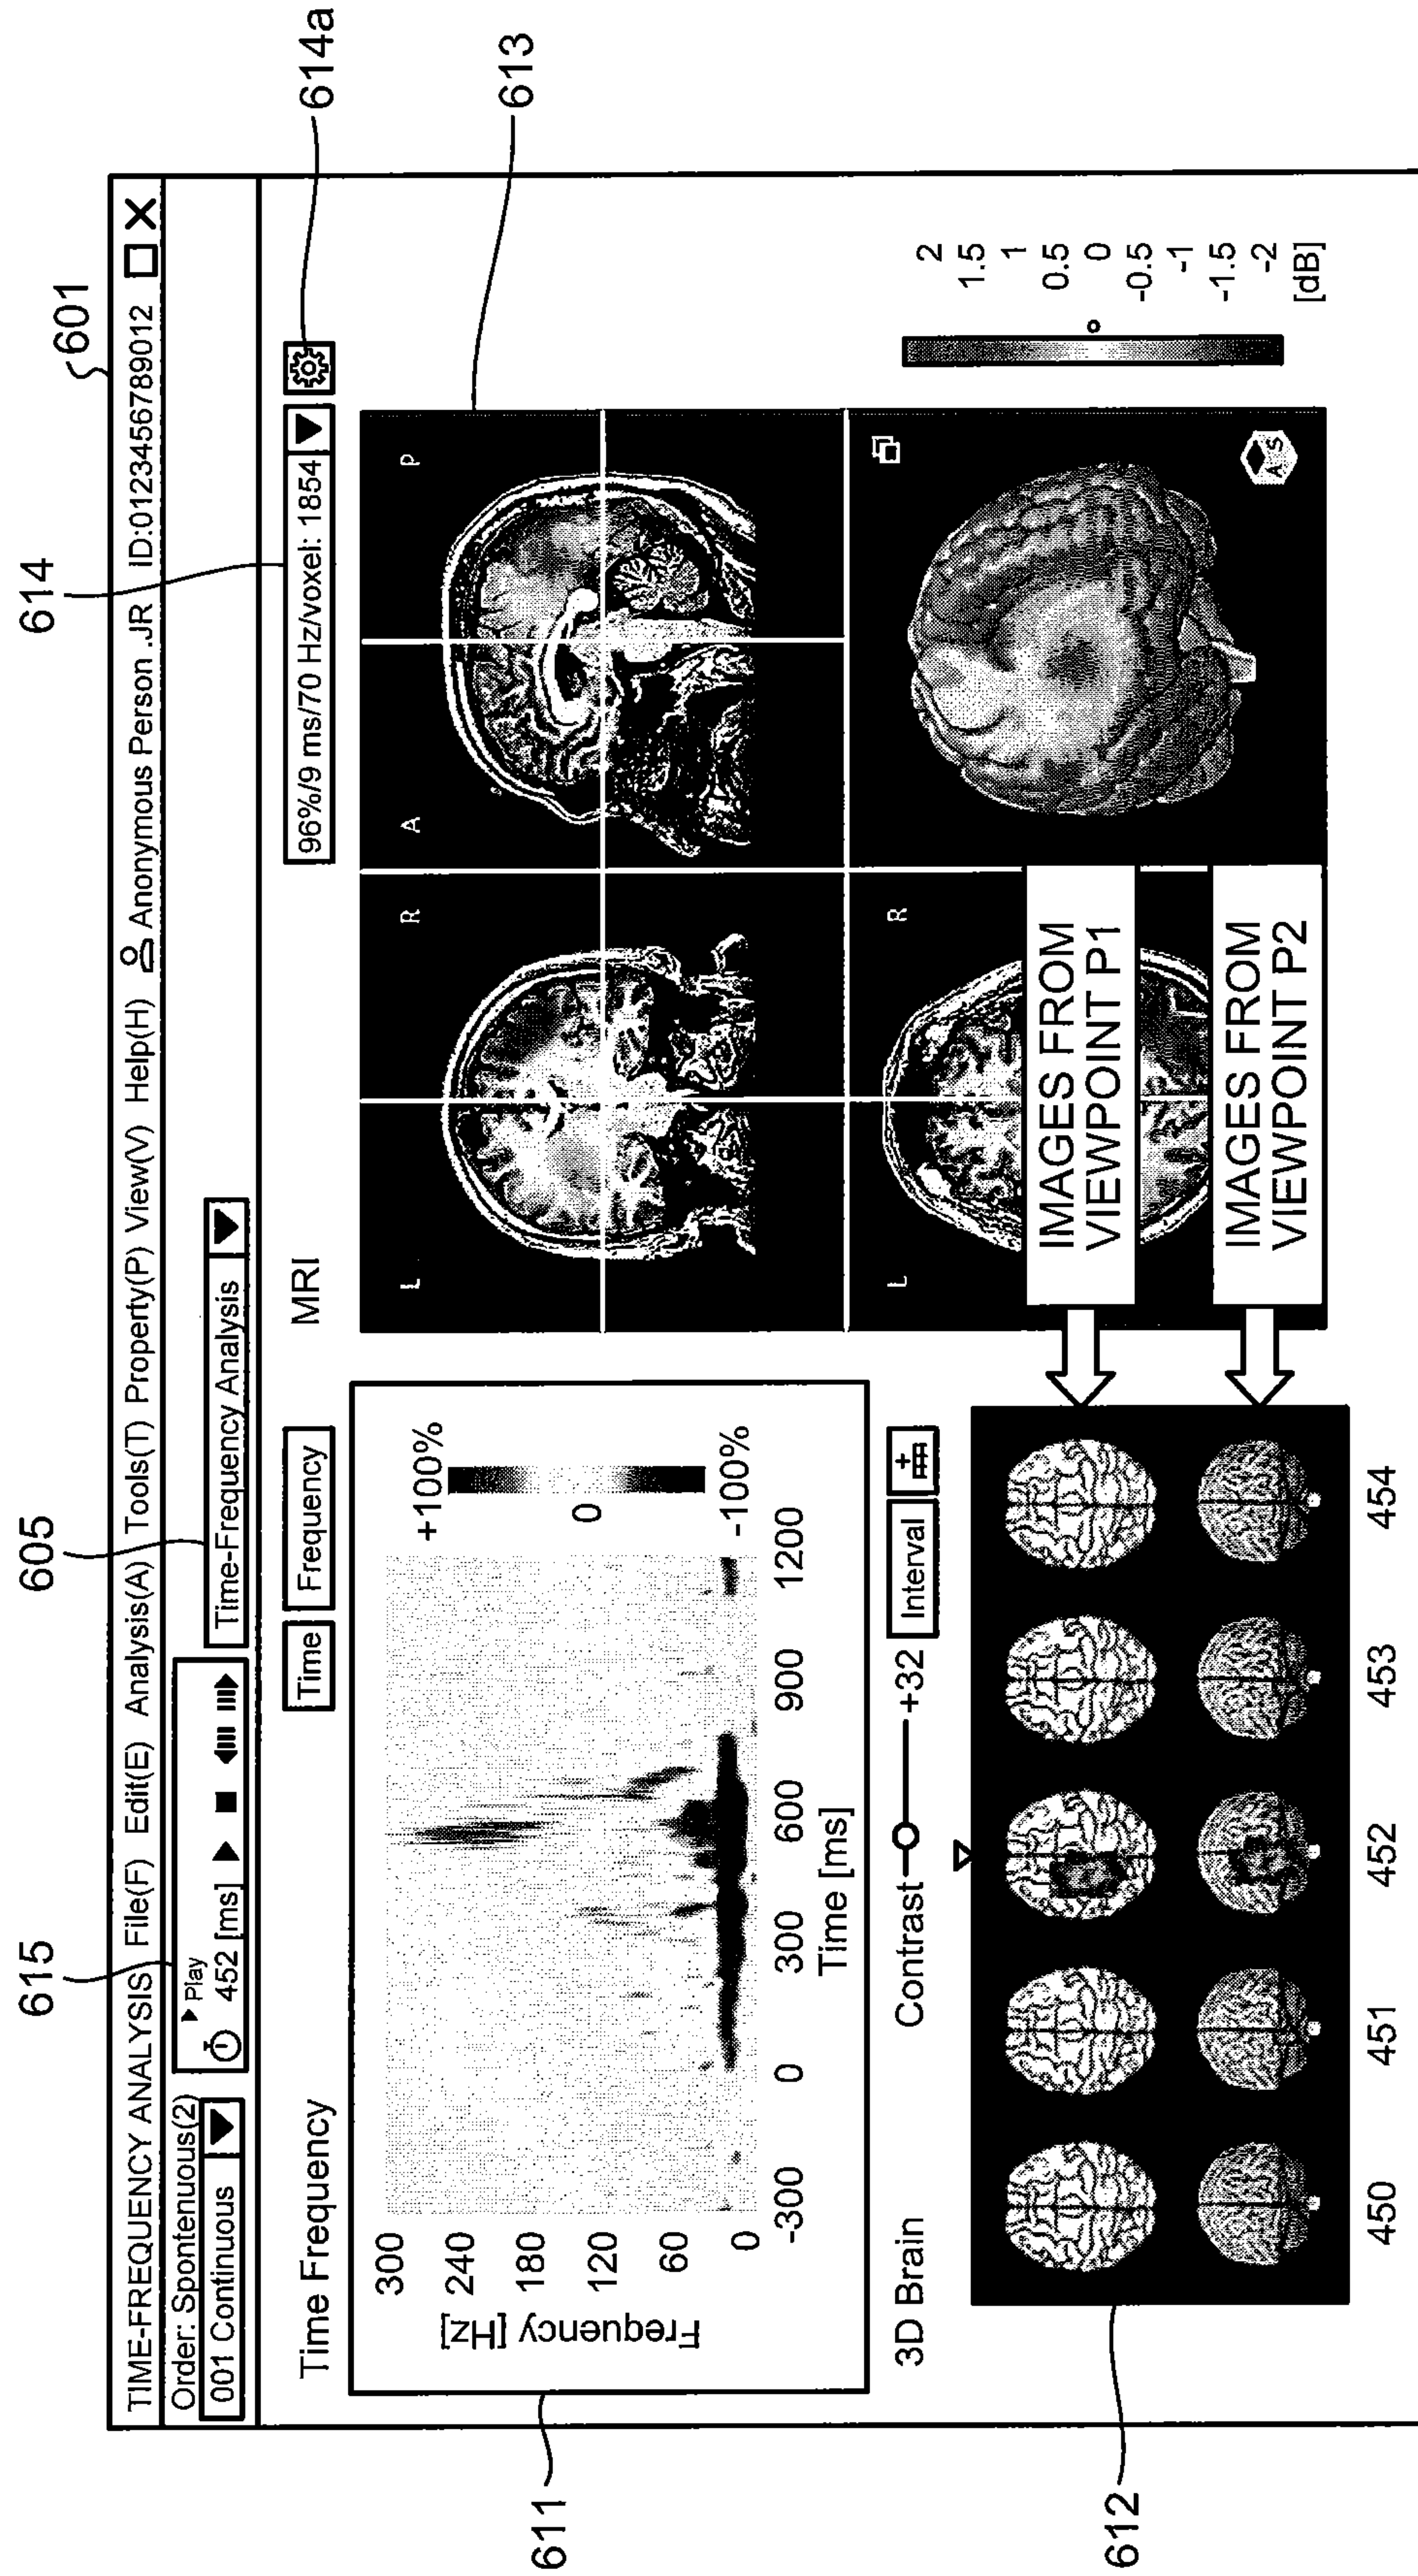 601
TIME-FREQUENCY ANALYSIS File(F) Edit(E) Analysis(A) Tools(T) Property(P) View(V) Help(H) Anonymous Person .JR ID:0123456789012
615
605
614
614a
Order: Spontenuous(2)
001 Continuous
Play
452 [ms]
Time-Frequency Analysis
Time Frequency
Time
Frequency
611
Frequency [Hz]
300
240
180
120
60
0
-300
0
300
600
900
1200
Time [ms]
+100%
0
-100%
MRI
96%/9 ms/70 Hz/voxel: 1854
613
L
R
A
P
L
R
A
S
2
1.5
1
0.5
0
-0.5
-1
-1.5
-2
[dB]
3D Brain
Contrast
+32
Interval
612
450
451
452
453
454
IMAGES FROM
VIEWPOINT P1
IMAGES FROM
VIEWPOINT P2